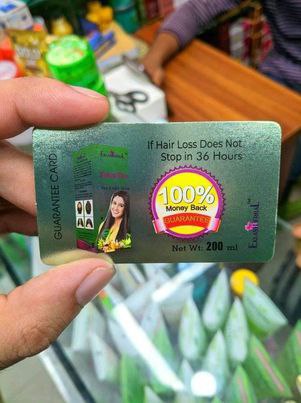 GUARANTEE CARD
If Hair Loss Does Not
Stop in 36 Hours
100%
Money Back
GUARANTEE
Net Wt: 200 ml